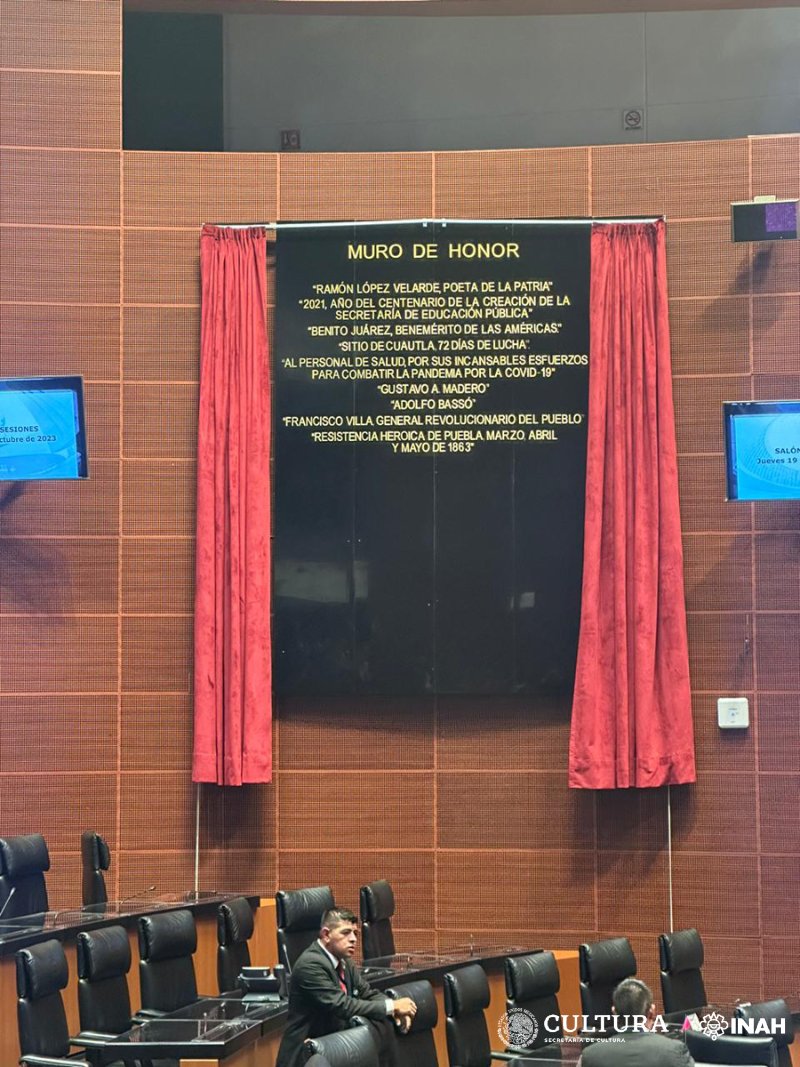 MURO DE HONOR
"RAMÓN LÓPEZ VELARDE, POETA DE LA PATRIA"
"2021, AÑO DEL CENTENARIO DE LA CREACIÓN DE LA
SECRETARÍA DE EDUCACIÓN PÚBLICA"
"BENITO JUÁREZ, BENEMÉRITO DE LAS AMÉRICAS."
"SITIO DE CUAUTLA. 72 DÍAS DE LUCHA".
"AL PERSONAL DE SALUD, POR SUS INCANSABLES ESFUERZOS
PARA COMBATIR LA PANDEMIA POR LA COVID-19"
"GUSTAVO A. MADERO"
"ADOLFO BASSÓ"
"FRANCISCO VILLA, GENERAL REVOLUCIONARIO DEL PUEBLO"
"RESISTENCIA HEROICA DE PUEBLA. MARZO, ABRIL
Y MAYO DE 1863"
SESIONES
octubre de 2023
SALÓN
Jueves 19
CULTURA
SECRETARÍA DE CULTURA
INAH